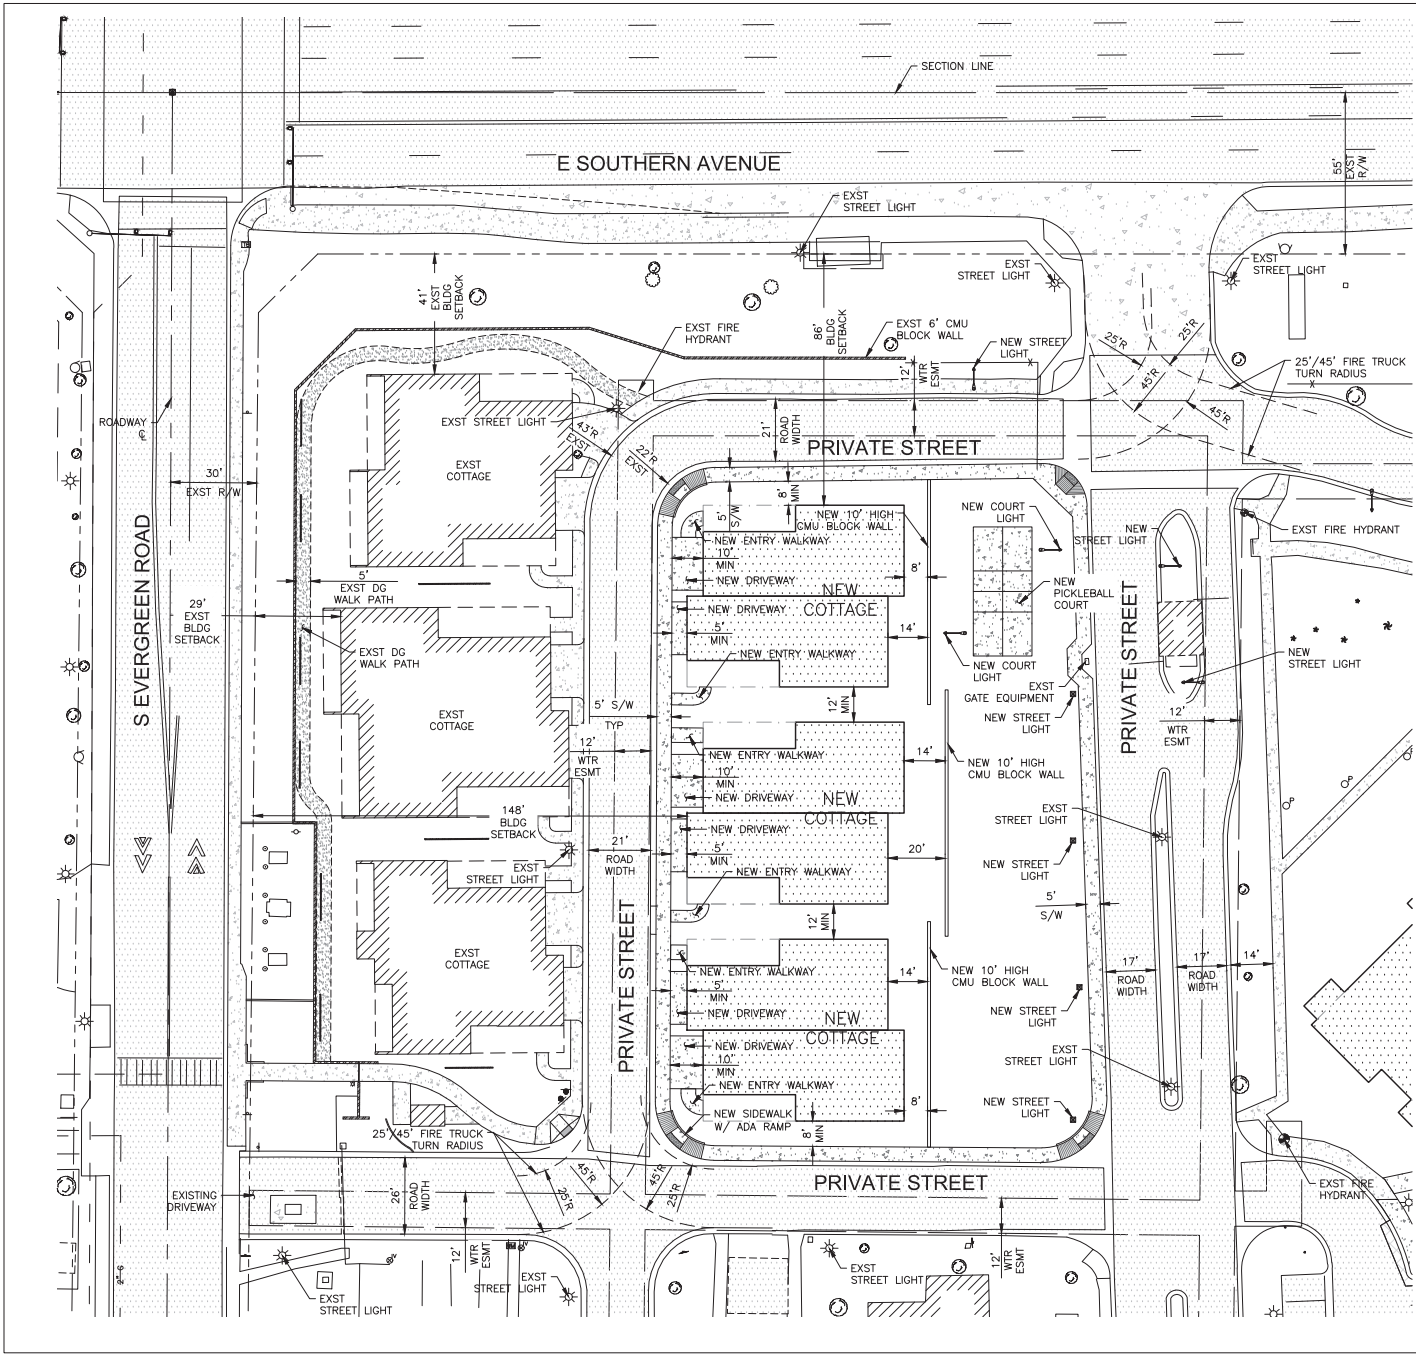 SECTION LINE
E SOUTHERN AVENUE
55'
EXST
R/W
EXST
STREET LIGHT
EXST
STREET LIGHT
EXST
STREET LIGHT
41'
EXST
BLDG
SETBACK
86'
BLDG
SETBACK
EXST FIRE
HYDRANT
EXST 6' CMU
BLOCK WALL
NEW STREET
LIGHT
X
12'
WTR
ESMT
25'R
25'R
45'R
45'R
25'/45' FIRE TRUCK
TURN RADIUS
X
ROADWAY
℄
EXST STREET LIGHT
43'R
EXST
22'R
EXST
21'
ROAD
WIDTH
PRIVATE STREET
30'
EXST R/W
EXST
COTTAGE
5'
S/W
8'
MIN
NEW 10' HIGH
CMU BLOCK WALL
NEW COURT
LIGHT
NEW
STREET LIGHT
EXST FIRE HYDRANT
NEW ENTRY WALKWAY
10'
MIN
NEW DRIVEWAY
8'
NEW
COTTAGE
NEW
PICKLEBALL
COURT
5'
EXST DG
WALK PATH
29'
EXST
BLDG
SETBACK
NEW DRIVEWAY
5'
MIN
14'
NEW ENTRY WALKWAY
EXST DG
WALK PATH
NEW COURT
LIGHT
NEW
STREET LIGHT
EXST
GATE EQUIPMENT
S EVERGREEN ROAD
PRIVATE STREET
EXST
COTTAGE
5' S/W
TYP
12'
MIN
NEW STREET
LIGHT
12'
WTR
ESMT
12'
WTR
ESMT
NEW ENTRY WALKWAY
14'
10'
MIN
NEW 10' HIGH
CMU BLOCK WALL
NEW DRIVEWAY
NEW
COTTAGE
148'
BLDG
SETBACK
EXST
STREET LIGHT
NEW DRIVEWAY
21'
ROAD
WIDTH
5'
MIN
20'
EXST
STREET LIGHT
NEW STREET
LIGHT
NEW ENTRY WALKWAY
12'
MIN
5'
S/W
EXST
COTTAGE
PRIVATE STREET
NEW ENTRY WALKWAY
14'
NEW 10' HIGH
CMU BLOCK WALL
17'
ROAD
WIDTH
17'
ROAD
WIDTH
14'
5'
MIN
NEW DRIVEWAY
NEW
COTTAGE
NEW STREET
LIGHT
NEW DRIVEWAY
10'
MIN
NEW ENTRY WALKWAY
EXST
STREET LIGHT
8'
NEW STREET
LIGHT
NEW SIDEWALK
W/ ADA RAMP
8'
MIN
25'/45' FIRE TRUCK
TURN RADIUS
45'R
25'R
45'R
25'R
PRIVATE STREET
EXISTING
DRIVEWAY
26'
ROAD
WIDTH
EXST FIRE
HYDRANT
12'
WTR
ESMT
12'
WTR
ESMT
EXST
STREET LIGHT
EXST
STREET LIGHT
EXST
STREET LIGHT